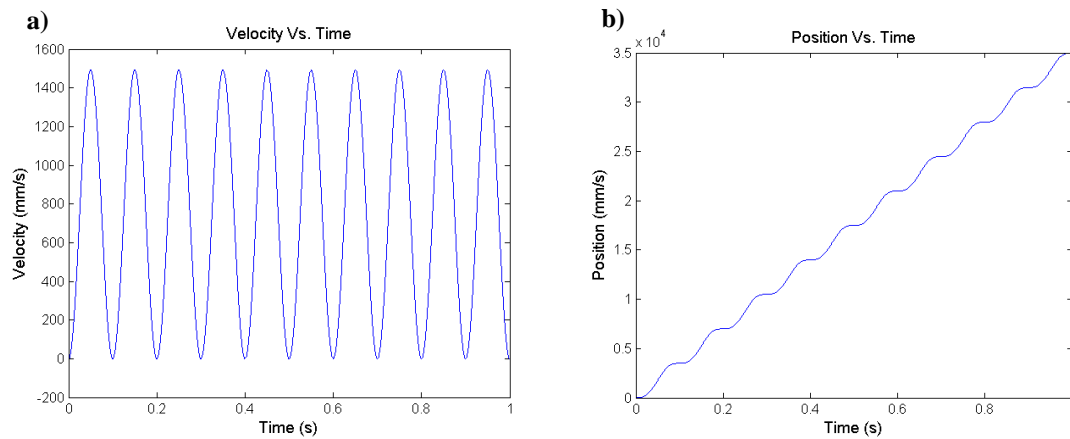 a)
Velocity Vs. Time
1600
1400
1200
1000
800
600
400
200
0
-200
0 0.2 0.4 0.6 0.8 1
Velocity (mm/s)
Time (s)
b)
x 10⁴
Position Vs. Time
3.5
3
2.5
2
1.5
1
0.5
0
0 0.2 0.4 0.6 0.8
Position (mm/s)
Time (s)